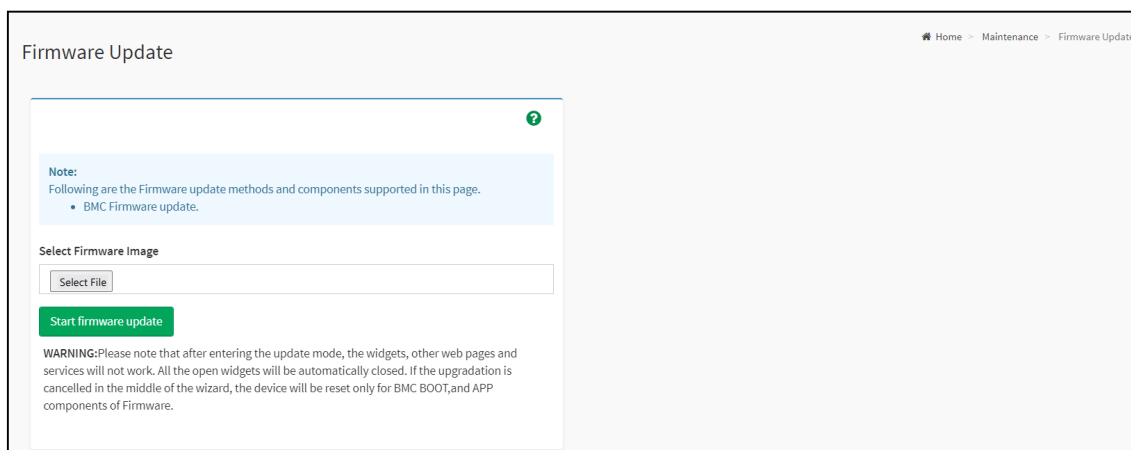 Home > Maintenance > Firmware Update
Firmware Update
Note:
Following are the Firmware update methods and components supported in this page.
• BMC Firmware update.
Select Firmware Image
Select File
Start firmware update
WARNING:Please note that after entering the update mode, the widgets, other web pages and
services will not work. All the open widgets will be automatically closed. If the upgradation is
cancelled in the middle of the wizard, the device will be reset only for BMC BOOT,and APP
components of Firmware.